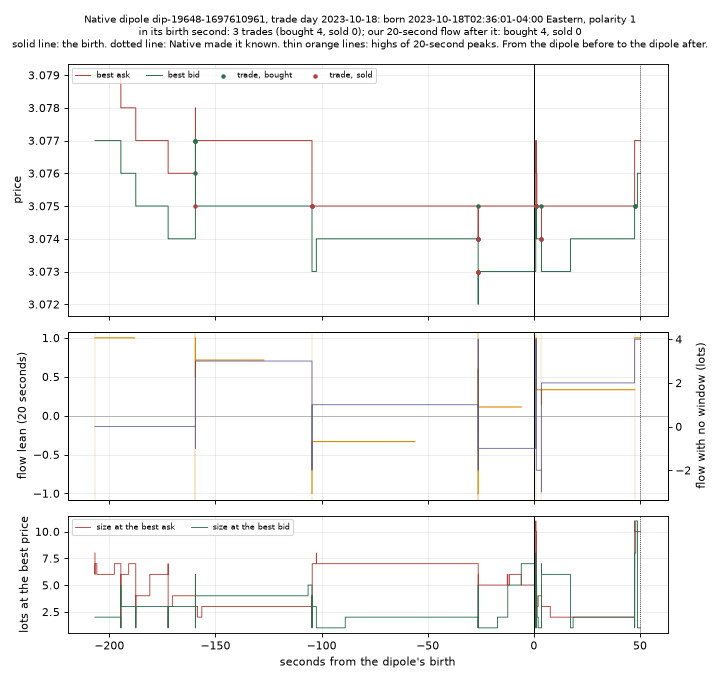 Native dipole dip-19648-1697610961, trade day 2023-10-18: born 2023-10-18T02:36:01-04:00 Eastern, polarity 1
in its birth second: 3 trades (bought 4, sold 0); our 20-second flow after it: bought 4, sold 0
solid line: the birth. dotted line: Native made it known. thin orange lines: highs of 20-second peaks. From the dipole before to the dipole after.
best ask best bid trade, bought trade, sold
3.079
3.078
3.077
3.076
3.075
3.074
3.073
3.072
price
1.0
0.5
0.0
−0.5
−1.0
flow lean (20 seconds)
4
2
0
−2
flow with no window (lots)
size at the best ask size at the best bid
10.0
7.5
5.0
2.5
lots at the best price
−200 −150 −100 −50 0 50
seconds from the dipole's birth